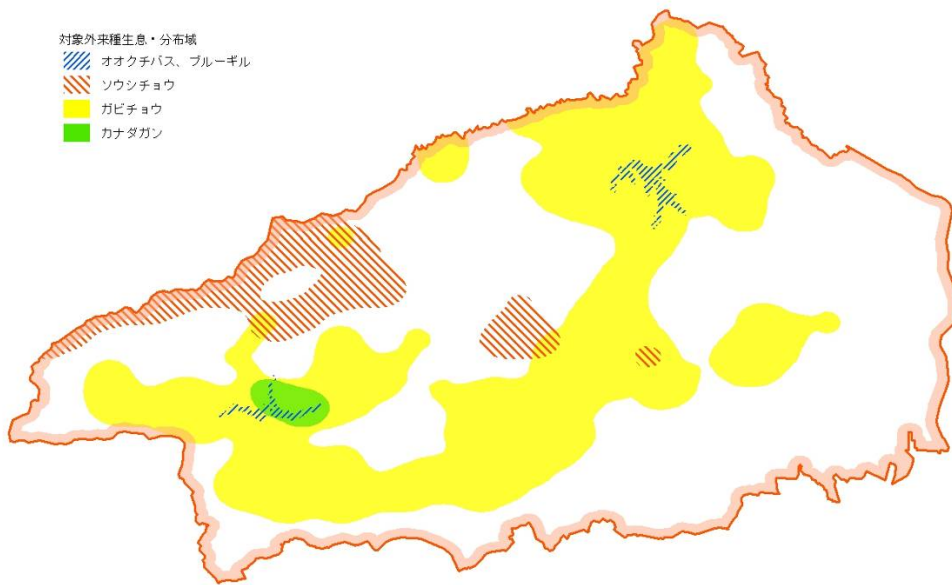 対象外来種生息・分布域
オオクチバス、ブルーギル
ソウシチョウ
ガビチョウ
カナダガン